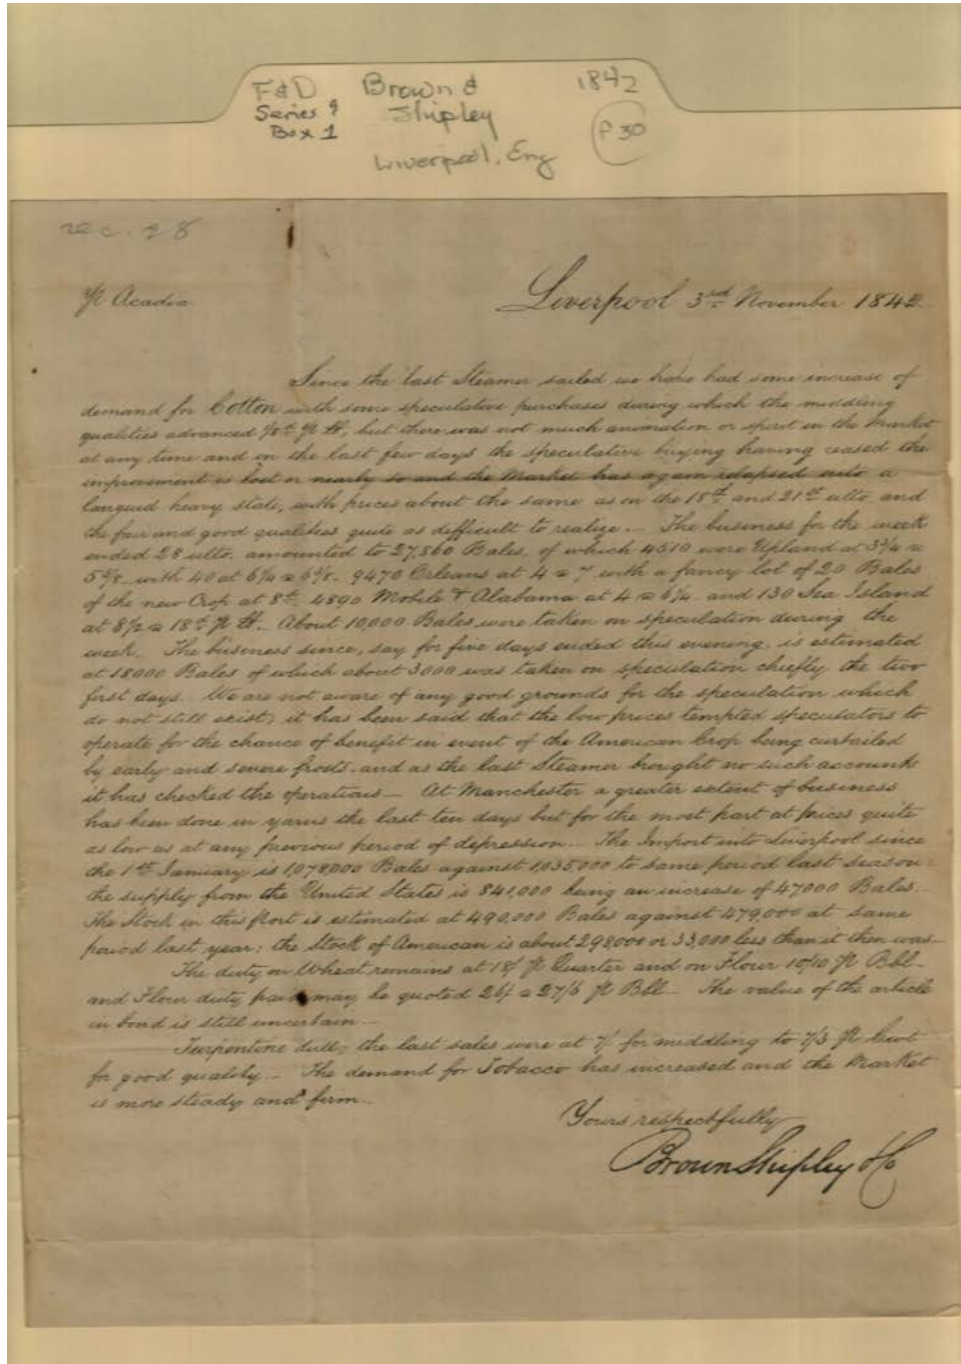 F&D Brown & 1842
Series 9 Shipley
Box 1 P 30
Liverpool, Eng
rec. 28
℔ Acadia
Liverpool 3rd November 1842
Since the last Steamer sailed we have had some increase of
demand for Cotton with some speculative purchases during which the middling
qualities advanced 1/8d ℔ lb, but there was not much animation or spirit in the Market
at any time and in the last few days the speculative buying having ceased the
improvement is lost or nearly so and the Market has again relapsed into a
languid heavy state, with prices about the same as on the 18th and 21st ulto. and
the fair and good qualities quite as difficult to realize. — The business for the week
ended 28 ulto. amounted to 27,860 Bales, of which 4510 were Upland at 3 3/4 a
5 5/8 — with 40 at 6 1/4 a 6 3/8. 9470 Orleans at 4 a 7 with a fancy lot of 20 Bales
of the new Crop at 8d. 4890 Mobile & Alabama at 4 a 6 1/4 and 130 Sea Island
at 8 1/2 a 18d ℔ lb. — About 10,000 Bales were taken on speculation during the
week. The business since, say for five days ended this evening, is estimated
at 18000 Bales of which about 3000 was taken on speculation chiefly the two
first days. We are not aware of any good grounds for the speculation which
do not still exist; it has been said that the low prices tempted speculators to
operate for the chance of benefit in event of the American Crop being curtailed
by early and severe frosts — and as the last Steamer brought no such accounts
it has checked the operations — At Manchester a greater extent of business
has been done in yarns the last ten days but for the most part at prices quite
as low as at any previous period of depression. — The Import into Liverpool since
the 1st January is 1,078,000 Bales against 1,035,000 to same period last season:
the supply from the United States is 841,000 being an increase of 47000 Bales.
The Stock in this Port is estimated at 490,000 Bales against 479,000 at same
period last year; the Stock of American is about 298,000 or 33,000 less than it then was —
The duty on Wheat remains at 18/ ℔ Quarter and on Flour 10/10 ℔ Bbl —
and Flour duty paid may be quoted 26/ a 27/6 ℔ Bbl — The value of the article
in bond is still uncertain —
Turpentine dull; the last sales were at 7/ for middling to 7/3 ℔ Cwt
for good quality — The demand for Tobacco has increased and the Market
is more steady and firm —
Yours respectfully
Brown Shipley & Co